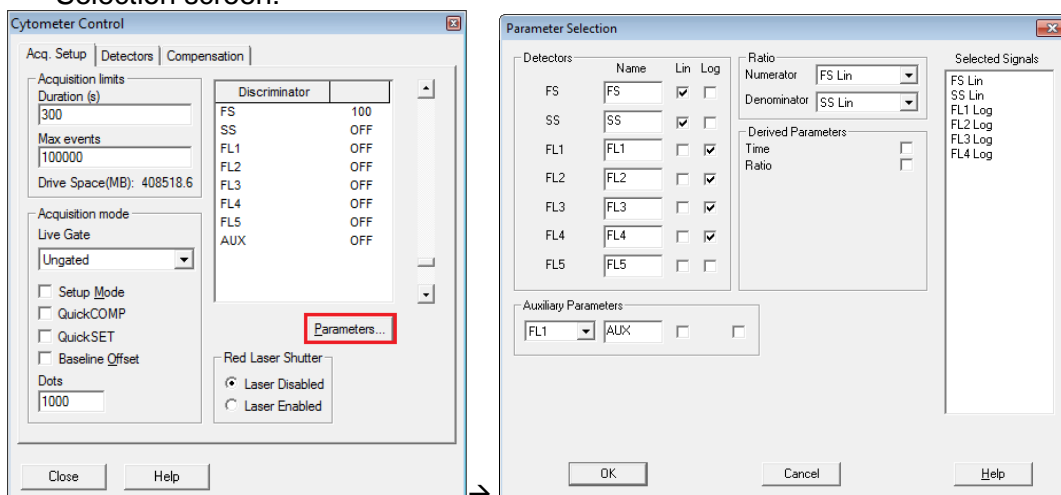 Selection screen.
Cytometer Control
Acq. Setup Detectors Compensation
Acquisition limits
Duration (s)
300
Max events
100000
Drive Space(MB): 408518.6
Acquisition mode
Live Gate
Ungated
Setup Mode
QuickCOMP
QuickSET
Baseline Offset
Dots
1000
Discriminator
FS 100
SS OFF
FL1 OFF
FL2 OFF
FL3 OFF
FL4 OFF
FL5 OFF
AUX OFF
Parameters...
Red Laser Shutter
Laser Disabled
Laser Enabled
Close Help
→
Parameter Selection
Detectors
Name Lin Log
FS FS
SS SS
FL1 FL1
FL2 FL2
FL3 FL3
FL4 FL4
FL5 FL5
Auxiliary Parameters
FL1 AUX
Ratio
Numerator FS Lin
Denominator SS Lin
Derived Parameters
Time
Ratio
Selected Signals
FS Lin
SS Lin
FL1 Log
FL2 Log
FL3 Log
FL4 Log
OK Cancel Help